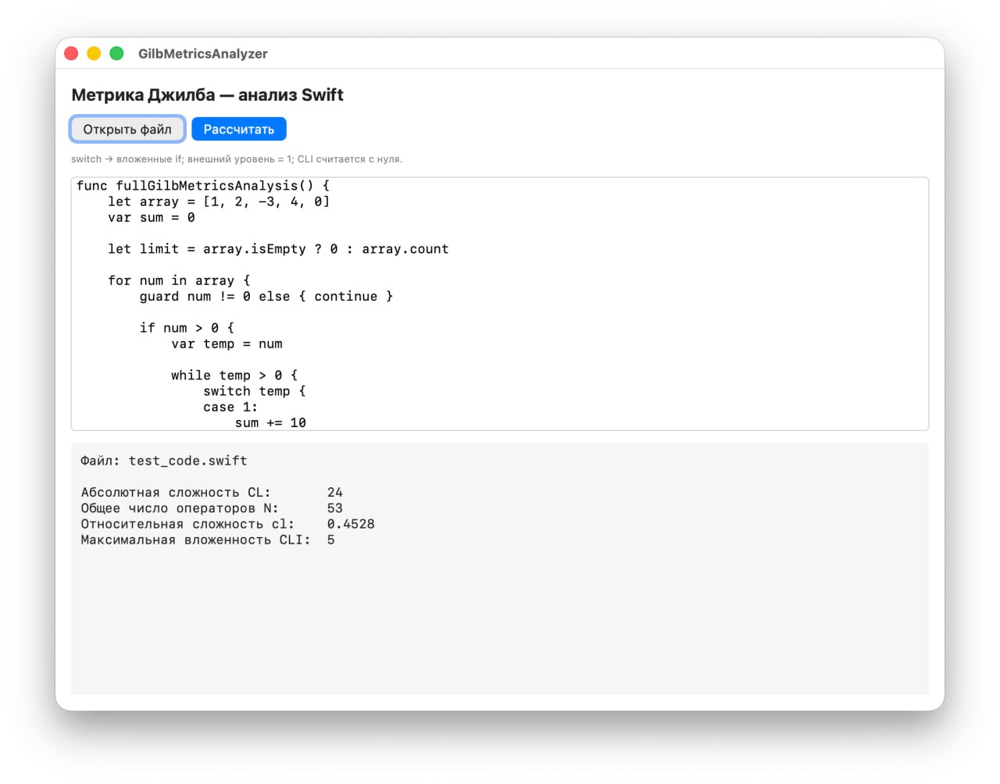 GilbMetricsAnalyzer
Метрика Джилба — анализ Swift
Открыть файл Рассчитать
switch → вложенные if; внешний уровень = 1; CLI считается с нуля.
func fullGilbMetricsAnalysis() {
    let array = [1, 2, -3, 4, 0]
    var sum = 0
    let limit = array.isEmpty ? 0 : array.count
    for num in array {
        guard num != 0 else { continue }
        if num > 0 {
            var temp = num
            while temp > 0 {
                switch temp {
                case 1:
                    sum += 10
Файл: test_code.swift
Абсолютная сложность CL: 24
Общее число операторов N: 53
Относительная сложность cl: 0.4528
Максимальная вложенность CLI: 5